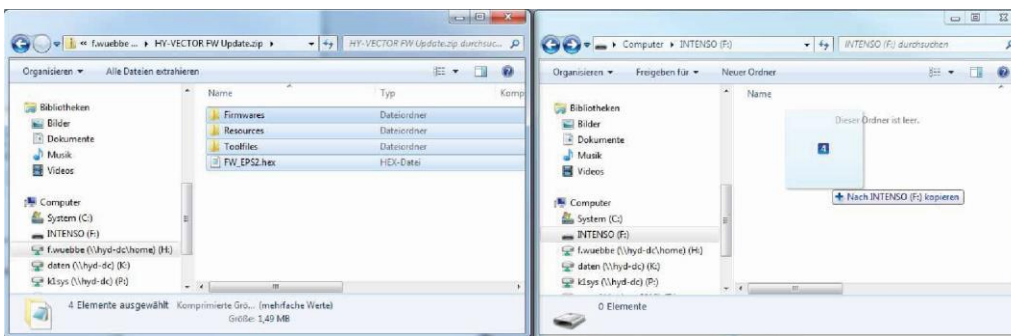 « f.wuebbe ... ▸ HY-VECTOR FW Update.zip ▸
HY-VECTOR FW Update.zip durchsuc...
Organisieren
Alle Dateien extrahieren
Bibliotheken
Bilder
Dokumente
Musik
Videos
Computer
System (C:)
INTENSO (F:)
f.wuebbe (\\hyd-dc\home) (H:)
daten (\\hyd-dc) (K:)
k1sys (\\hyd-dc) (P:)
Name Typ Komp
Firmwares Dateiordner
Resources Dateiordner
Toolfiles Dateiordner
FW_EPS2.hex HEX-Datei
4 Elemente ausgewählt Komprimierte Grö... (mehrfache Werte)
Größe: 1,49 MB
▸ Computer ▸ INTENSO (F:)
INTENSO (F:) durchsuchen
Organisieren
Freigeben für
Neuer Ordner
Bibliotheken
Bilder
Dokumente
Musik
Videos
Computer
System (C:)
INTENSO (F:)
f.wuebbe (\\hyd-dc\home) (H:)
daten (\\hyd-dc) (K:)
k1sys (\\hyd-dc) (P:)
Name
Dieser Ordner ist leer.
4
Nach INTENSO (F:) kopieren
0 Elemente